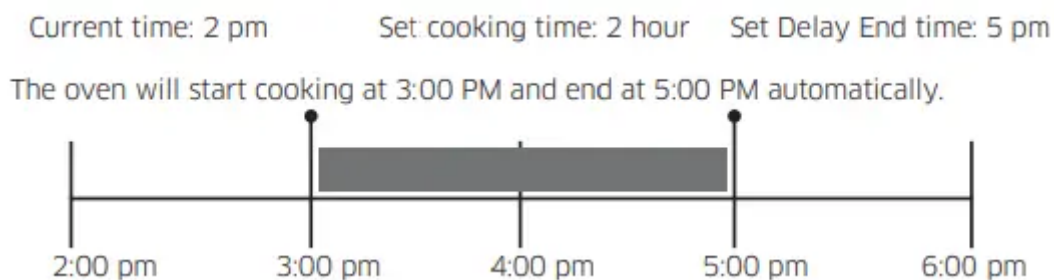 Current time: 2 pm Set cooking time: 2 hour Set Delay End time: 5 pm
The oven will start cooking at 3:00 PM and end at 5:00 PM automatically.
2:00 pm 3:00 pm 4:00 pm 5:00 pm 6:00 pm